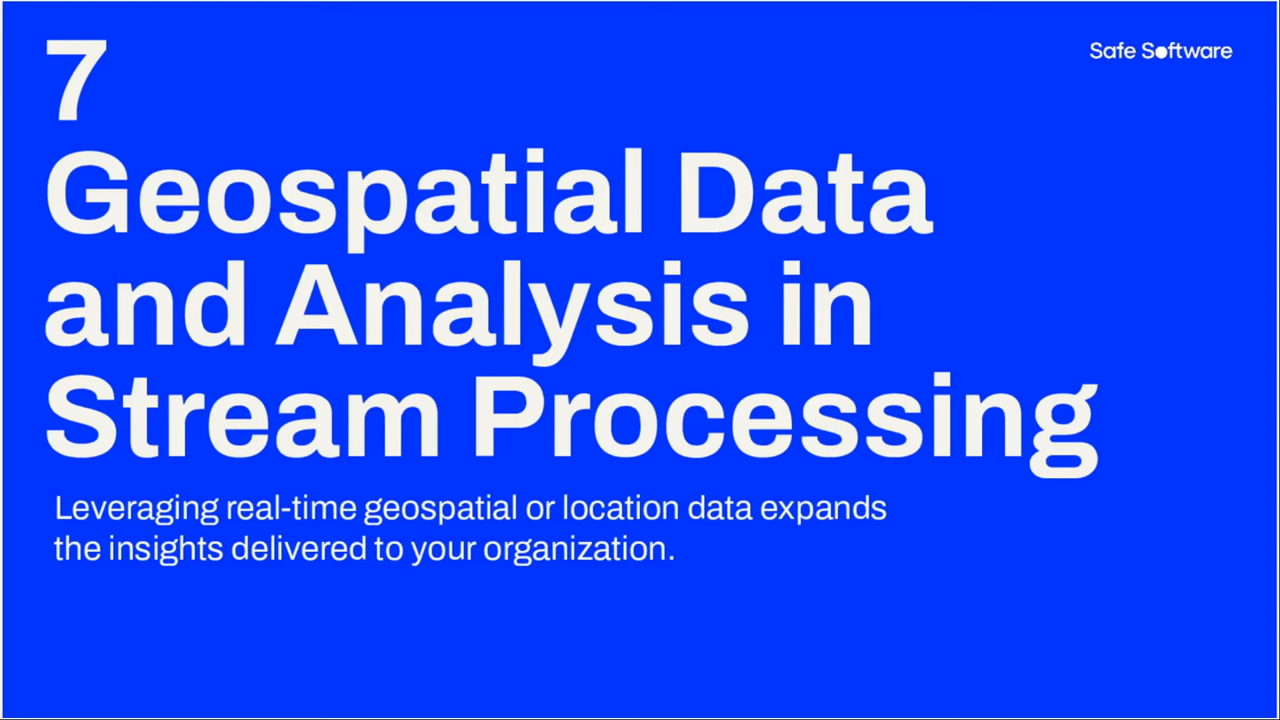 7
Safe Software
Geospatial Data
and Analysis in
Stream Processing
Leveraging real-time geospatial or location data expands
the insights delivered to your organization.